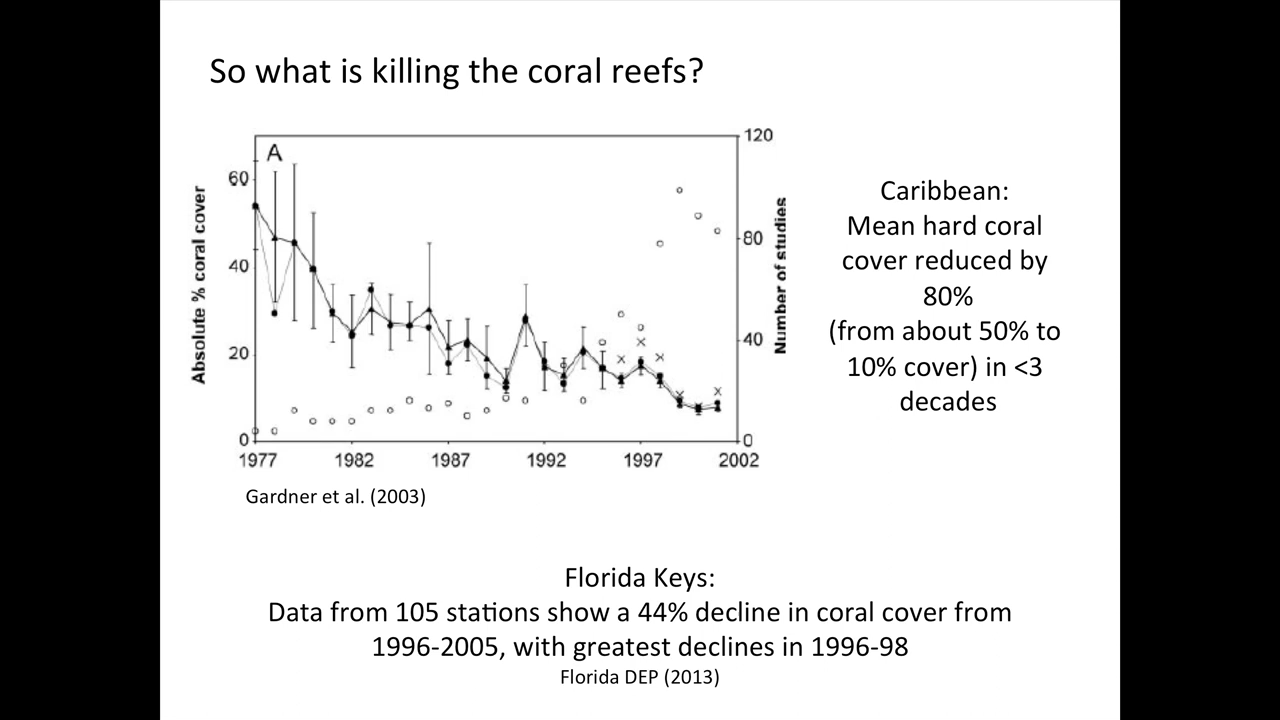 So what is killing the coral reefs?
A
Absolute % coral cover
60
40
20
0
1977
1982
1987
1992
1997
2002
120
80
40
0
Number of studies
Gardner et al. (2003)
Caribbean:
Mean hard coral
cover reduced by
80%
(from about 50% to
10% cover) in <3
decades
Florida Keys:
Data from 105 stations show a 44% decline in coral cover from
1996-2005, with greatest declines in 1996-98
Florida DEP (2013)